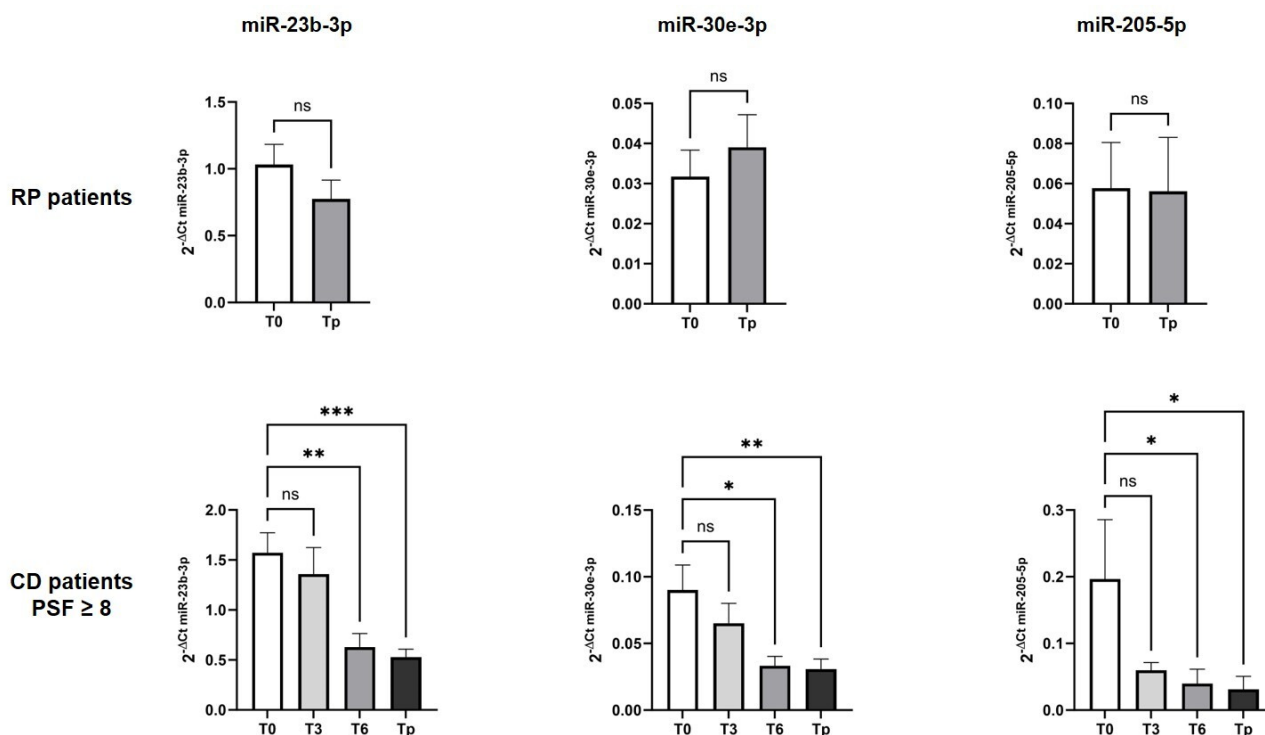 miR-23b-3p
miR-30e-3p
miR-205-5p
RP patients
2-ΔCt miR-23b-3p
1.5
1.0
0.5
0.0
ns
T0
Tp
2-ΔCt miR-30e-3p
0.05
0.04
0.03
0.02
0.01
0.00
ns
T0
Tp
2-ΔCt miR-205-5p
0.10
0.08
0.06
0.04
0.02
0.00
ns
T0
Tp
CD patients
PSF ≥ 8
2-ΔCt miR-23b-3p
2.0
1.5
1.0
0.5
0.0
***
**
ns
T0
T3
T6
Tp
2-ΔCt miR-30e-3p
0.15
0.10
0.05
0.00
**
*
ns
T0
T3
T6
Tp
2-ΔCt miR-205-5p
0.3
0.2
0.1
0.0
*
*
ns
T0
T3
T6
Tp